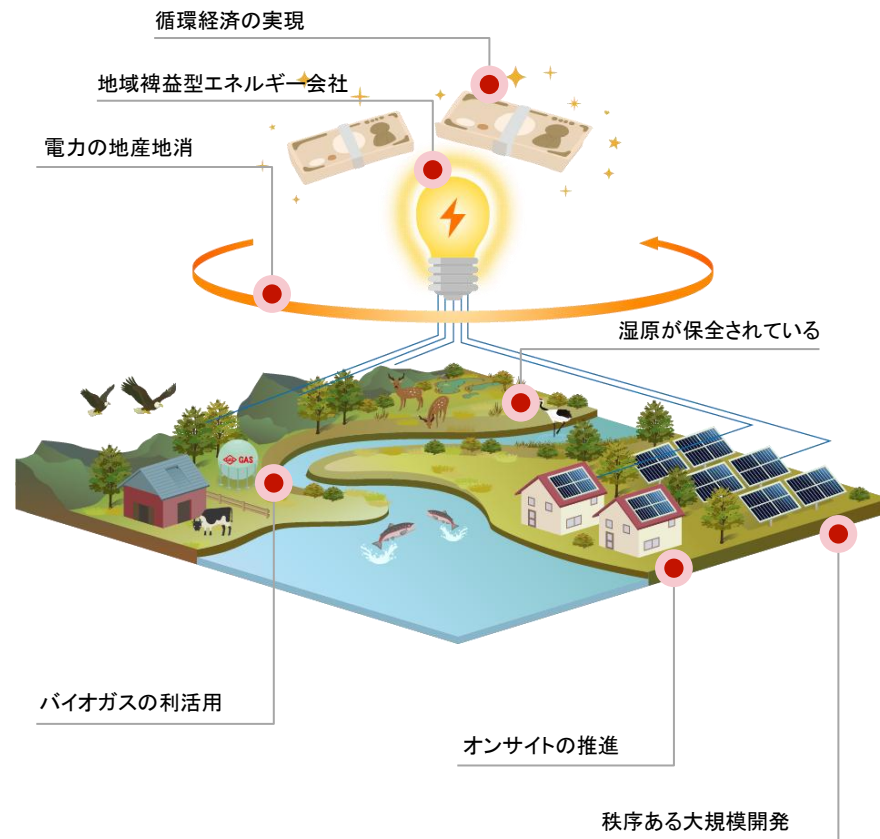 循環経済の実現
地域裨益型エネルギー会社
電力の地産地消
湿原が保全されている
GAS
バイオガスの利活用
オンサイトの推進
秩序ある大規模開発